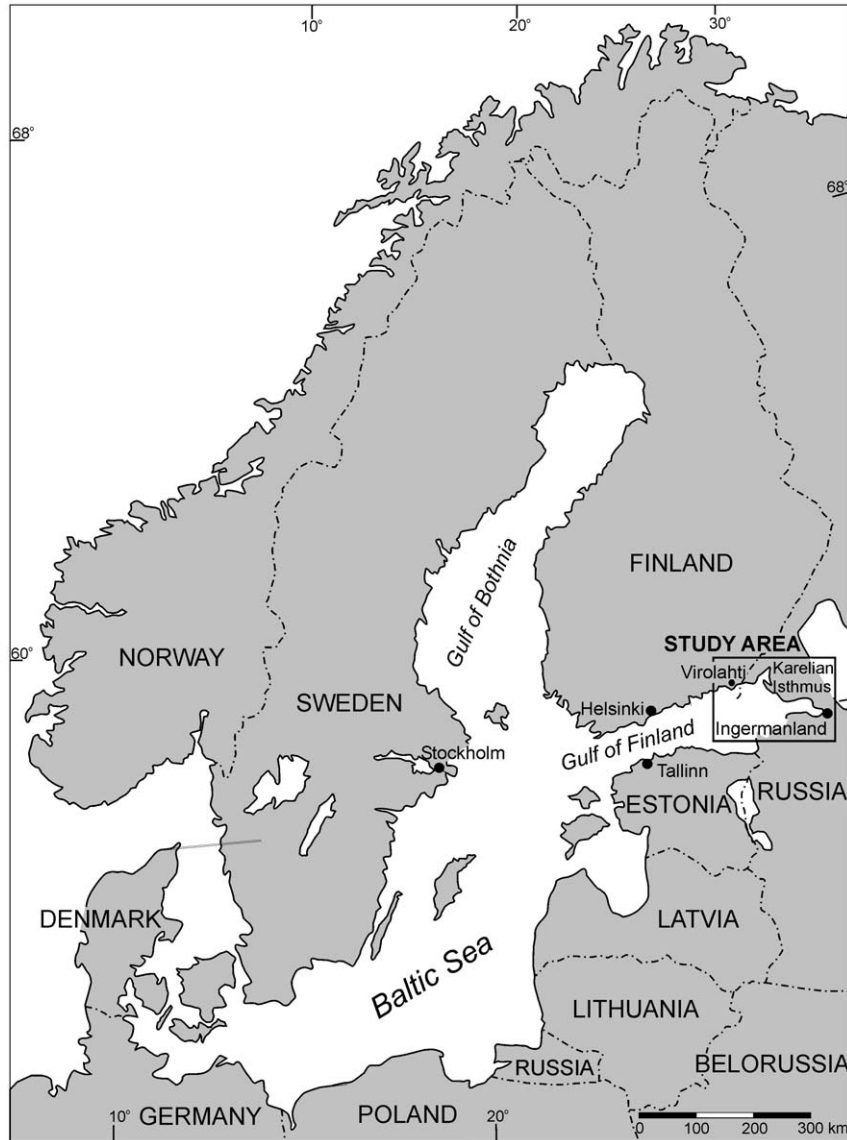 10°
20°
30°
68°
68°
FINLAND
Gulf of Bothnia
60°
STUDY AREA
NORWAY
Virolahti
Karelian
Isthmus
SWEDEN
Helsinki
Ingermanland
Gulf of Finland
Stockholm
Tallinn
RUSSIA
ESTONIA
DENMARK
LATVIA
Baltic Sea
LITHUANIA
RUSSIA
BELORUSSIA
10°
GERMANY
POLAND
20°
0 100 200 300 km